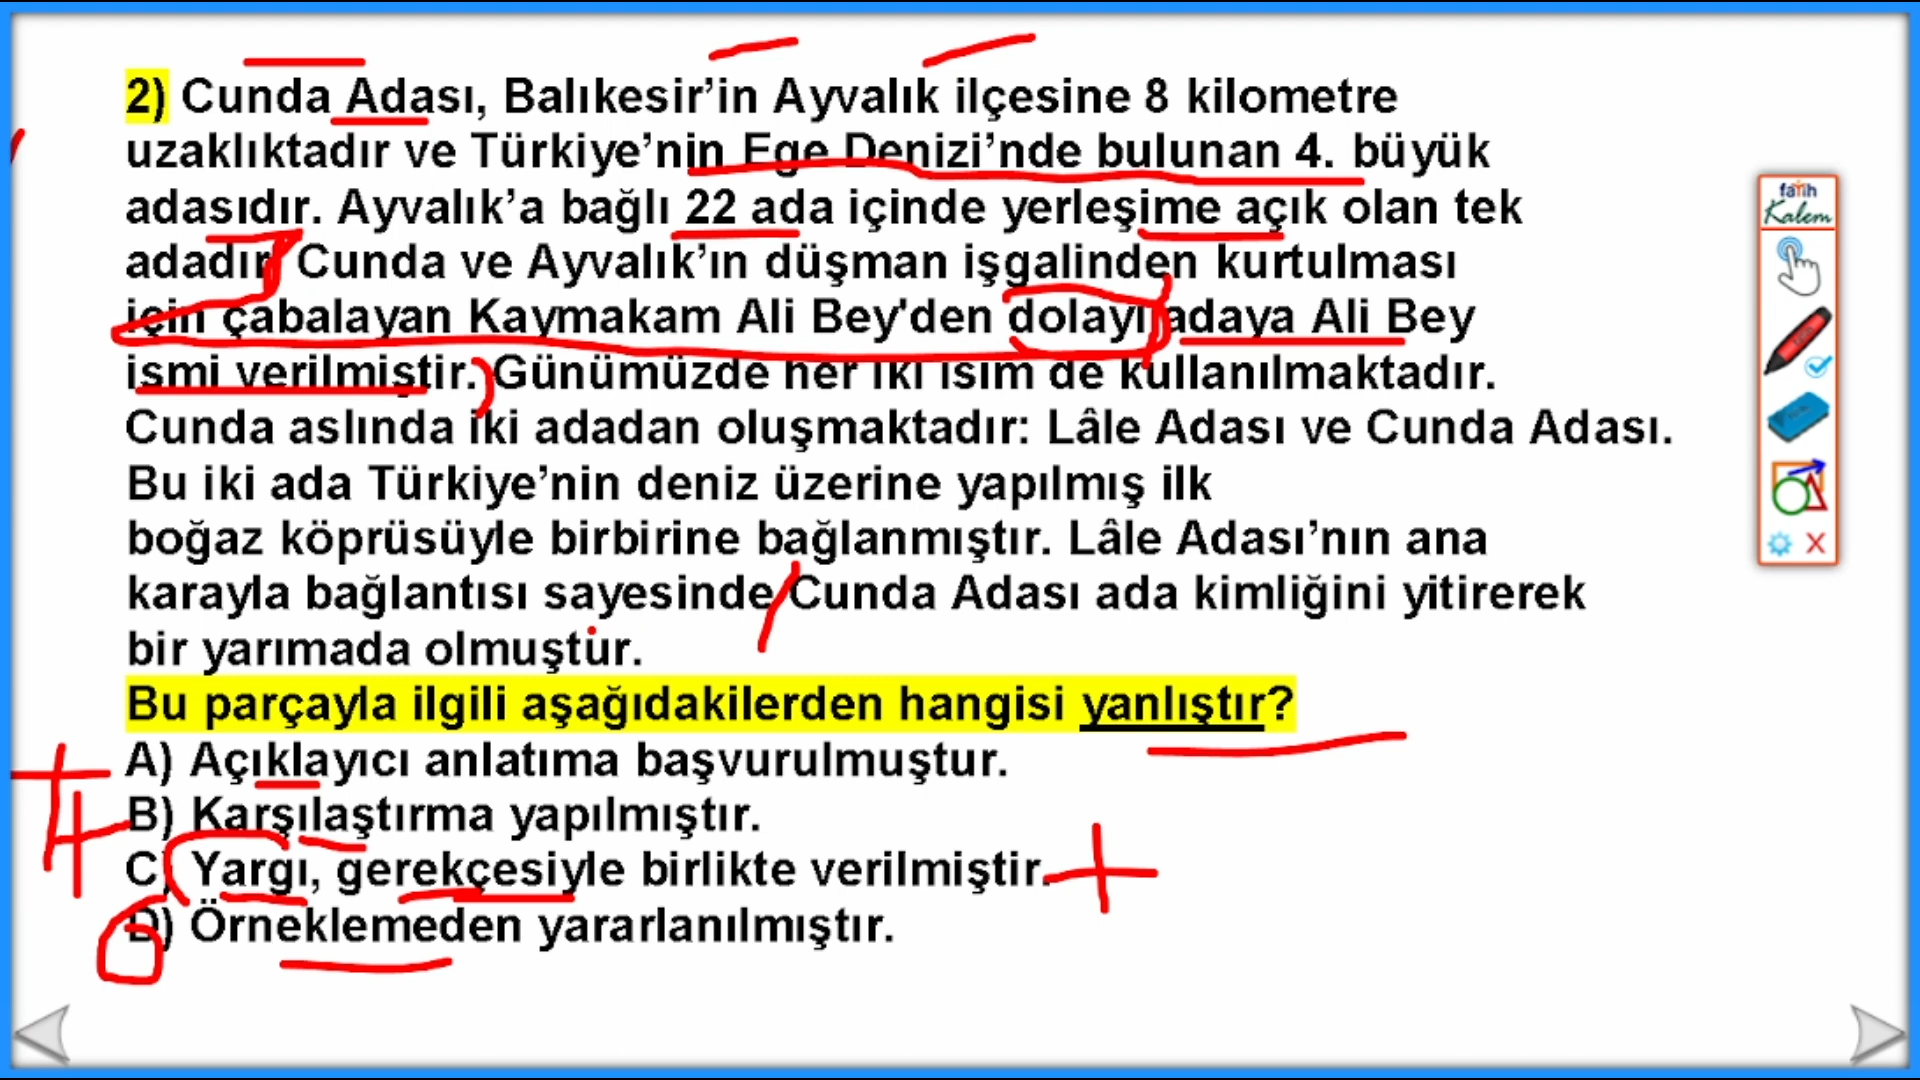 2) Cunda Adası, Balıkesir’in Ayvalık ilçesine 8 kilometre
uzaklıktadır ve Türkiye’nin Ege Denizi’nde bulunan 4. büyük
adasıdır. Ayvalık’a bağlı 22 ada içinde yerleşime açık olan tek
adadır. Cunda ve Ayvalık’ın düşman işgalinden kurtulması
için çabalayan Kaymakam Ali Bey'den dolayı adaya Ali Bey
ismi verilmiştir. Günümüzde her iki isim de kullanılmaktadır.
Cunda aslında iki adadan oluşmaktadır: Lâle Adası ve Cunda Adası.
Bu iki ada Türkiye’nin deniz üzerine yapılmış ilk
boğaz köprüsüyle birbirine bağlanmıştır. Lâle Adası’nın ana
karayla bağlantısı sayesinde Cunda Adası ada kimliğini yitirerek
bir yarımada olmuştur.
Bu parçayla ilgili aşağıdakilerden hangisi yanlıştır?
A) Açıklayıcı anlatıma başvurulmuştur.
B) Karşılaştırma yapılmıştır.
C) Yargı, gerekçesiyle birlikte verilmiştir.
D) Örneklemeden yararlanılmıştır.
fatih
Kalem